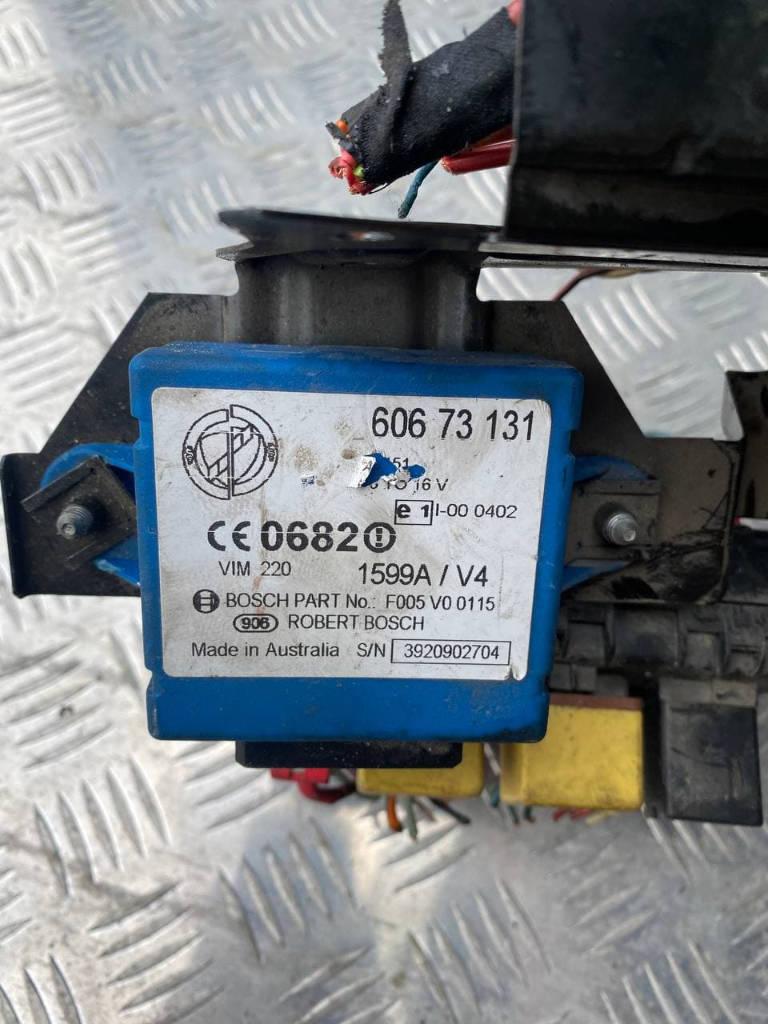 606 73 131
16 V
e 1 I-00 0402
CE 0682
VIM 220 1599A / V4
BOSCH PART No.: F005 V0 0115
906 ROBERT BOSCH
Made in Australia S/N 3920902704